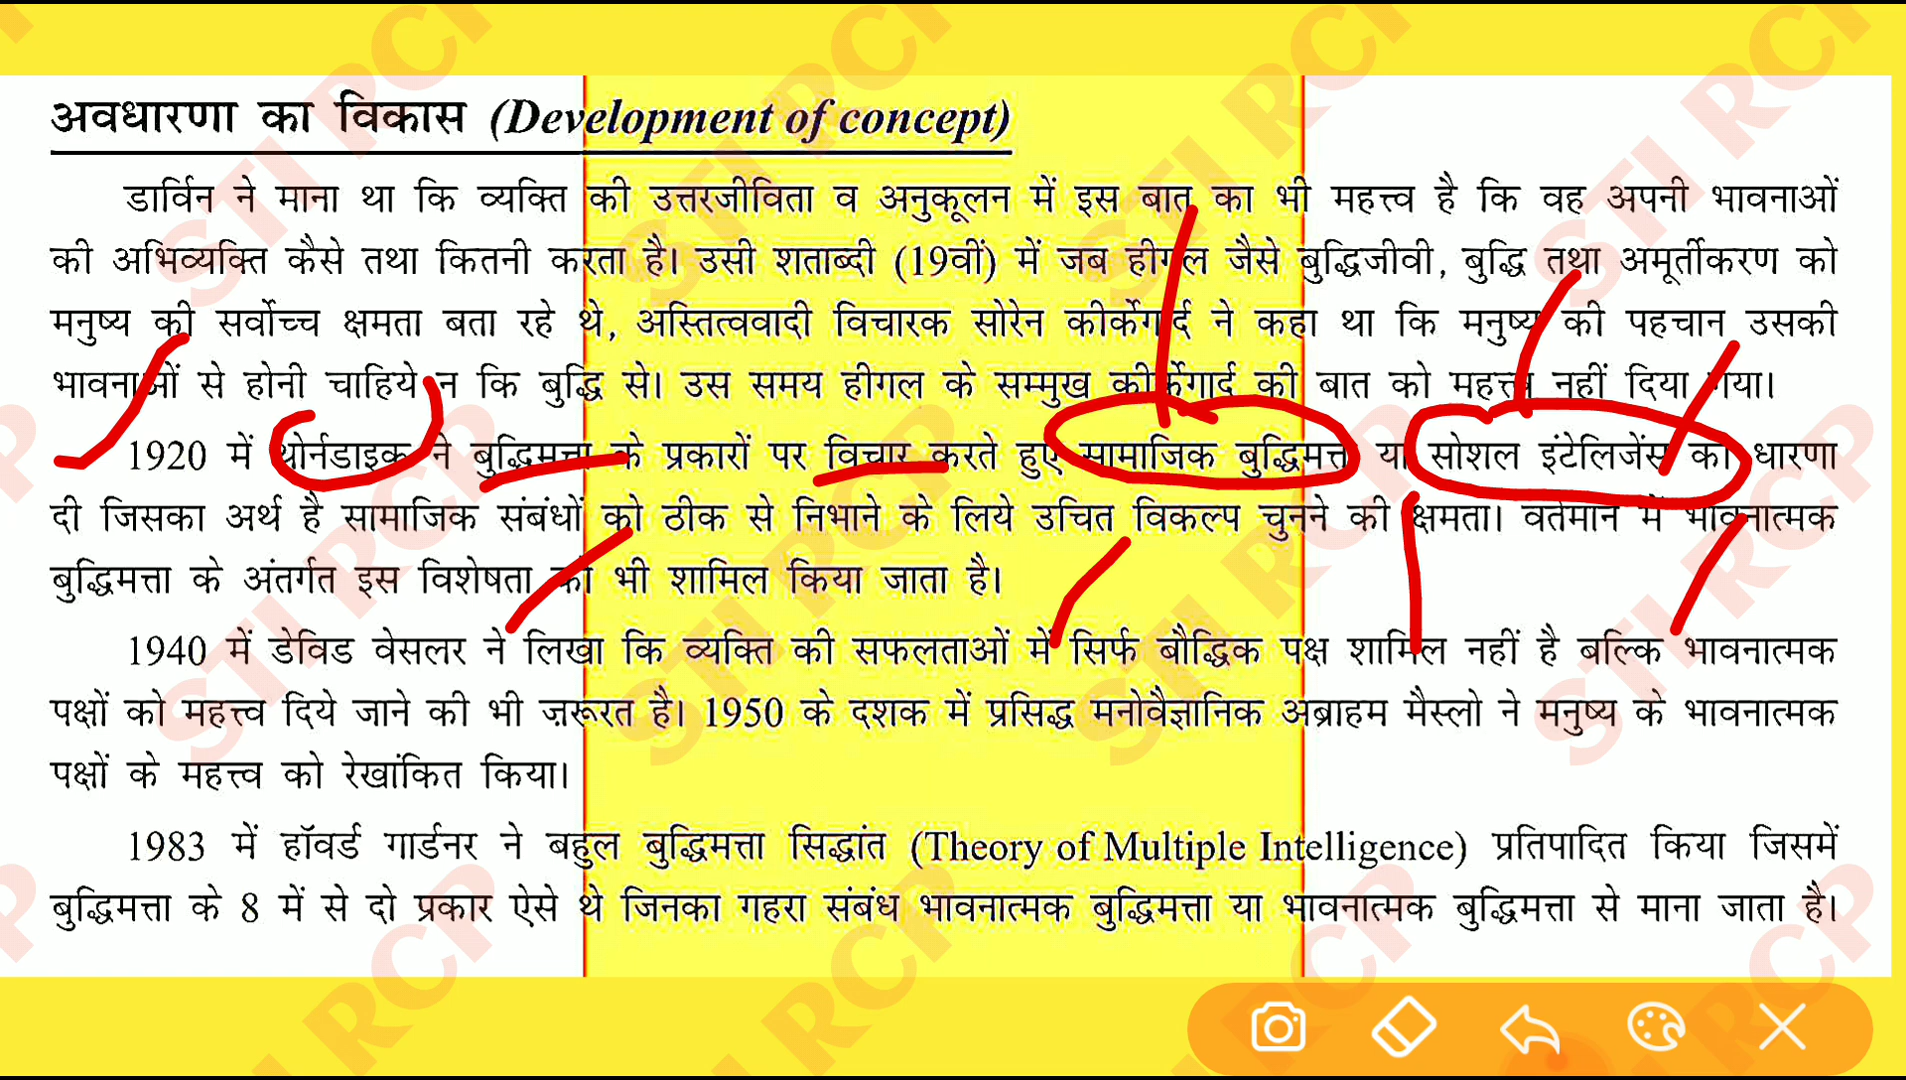 अवधारणा का विकास (Development of concept)
डार्विन ने माना था कि व्यक्ति की उत्तरजीविता व अनुकूलन में इस बात का भी महत्त्व है कि वह अपनी भावनाओं
की अभिव्यक्ति कैसे तथा कितनी करता है। उसी शताब्दी (19वीं) में जब हीगल जैसे बुद्धिजीवी, बुद्धि तथा अमूर्तीकरण को
मनुष्य की सर्वोच्च क्षमता बता रहे थे, अस्तित्ववादी विचारक सोरेन कीर्केगार्द ने कहा था कि मनुष्य की पहचान उसकी
भावनाओं से होनी चाहिये न कि बुद्धि से। उस समय हीगल के सम्मुख कीर्केगार्द की बात को महत्त्व नहीं दिया गया।
1920 में थोर्नडाइक ने बुद्धिमत्ता के प्रकारों पर विचार करते हुए सामाजिक बुद्धिमत्ता या सोशल इंटेलिजेंस की धारणा
दी जिसका अर्थ है सामाजिक संबंधों को ठीक से निभाने के लिये उचित विकल्प चुनने की क्षमता। वर्तमान में भावनात्मक
बुद्धिमत्ता के अंतर्गत इस विशेषता को भी शामिल किया जाता है।
1940 में डेविड वेसलर ने लिखा कि व्यक्ति की सफलताओं में सिर्फ बौद्धिक पक्ष शामिल नहीं है बल्कि भावनात्मक
पक्षों को महत्त्व दिये जाने की भी ज़रूरत है। 1950 के दशक में प्रसिद्ध मनोवैज्ञानिक अब्राहम मैस्लो ने मनुष्य के भावनात्मक
पक्षों के महत्त्व को रेखांकित किया।
1983 में हॉवर्ड गार्डनर ने बहुल बुद्धिमत्ता सिद्धांत (Theory of Multiple Intelligence) प्रतिपादित किया जिसमें
बुद्धिमत्ता के 8 में से दो प्रकार ऐसे थे जिनका गहरा संबंध भावनात्मक बुद्धिमत्ता या भावनात्मक बुद्धिमत्ता से माना जाता है।
STI RCP